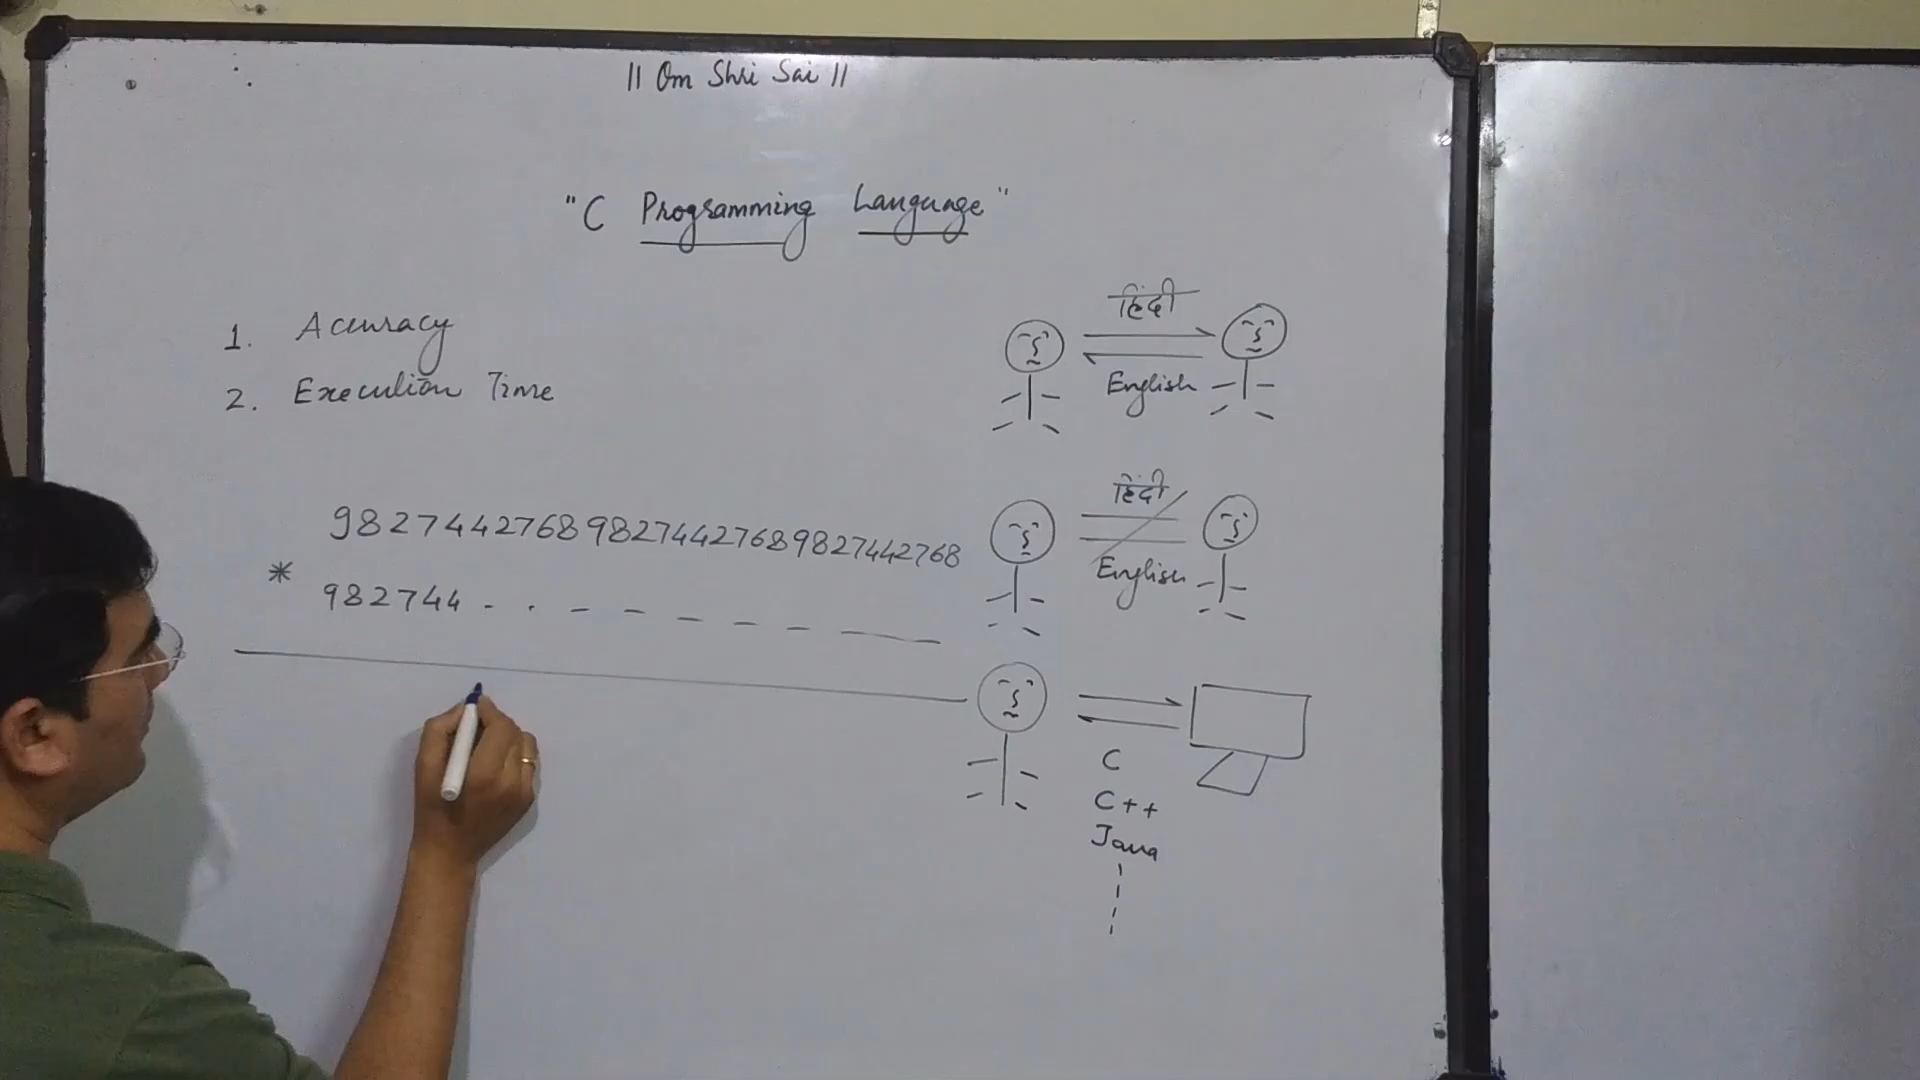 || Om Shri Sai ||
"C Programming Language"
1. Accuracy
2. Execution Time
982744276898274427689827442768
* 982744 - . - - - - - - -
हिंदी
English
हिंदी
English
C
C++
Java